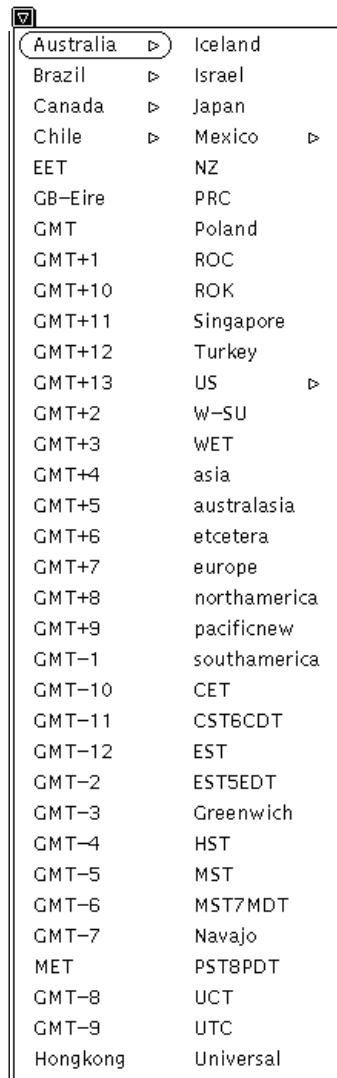 Australia
Brazil
Canada
Chile
EET
GB-Eire
GMT
GMT+1
GMT+10
GMT+11
GMT+12
GMT+13
GMT+2
GMT+3
GMT+4
GMT+5
GMT+6
GMT+7
GMT+8
GMT+9
GMT-1
GMT-10
GMT-11
GMT-12
GMT-2
GMT-3
GMT-4
GMT-5
GMT-6
GMT-7
MET
GMT-8
GMT-9
Hongkong
Iceland
Israel
Japan
Mexico
NZ
PRC
Poland
ROC
ROK
Singapore
Turkey
US
W-SU
WET
asia
australasia
etcetera
europe
northamerica
pacificnew
southamerica
CET
CST6CDT
EST
EST5EDT
Greenwich
HST
MST
MST7MDT
Navajo
PST8PDT
UCT
UTC
Universal